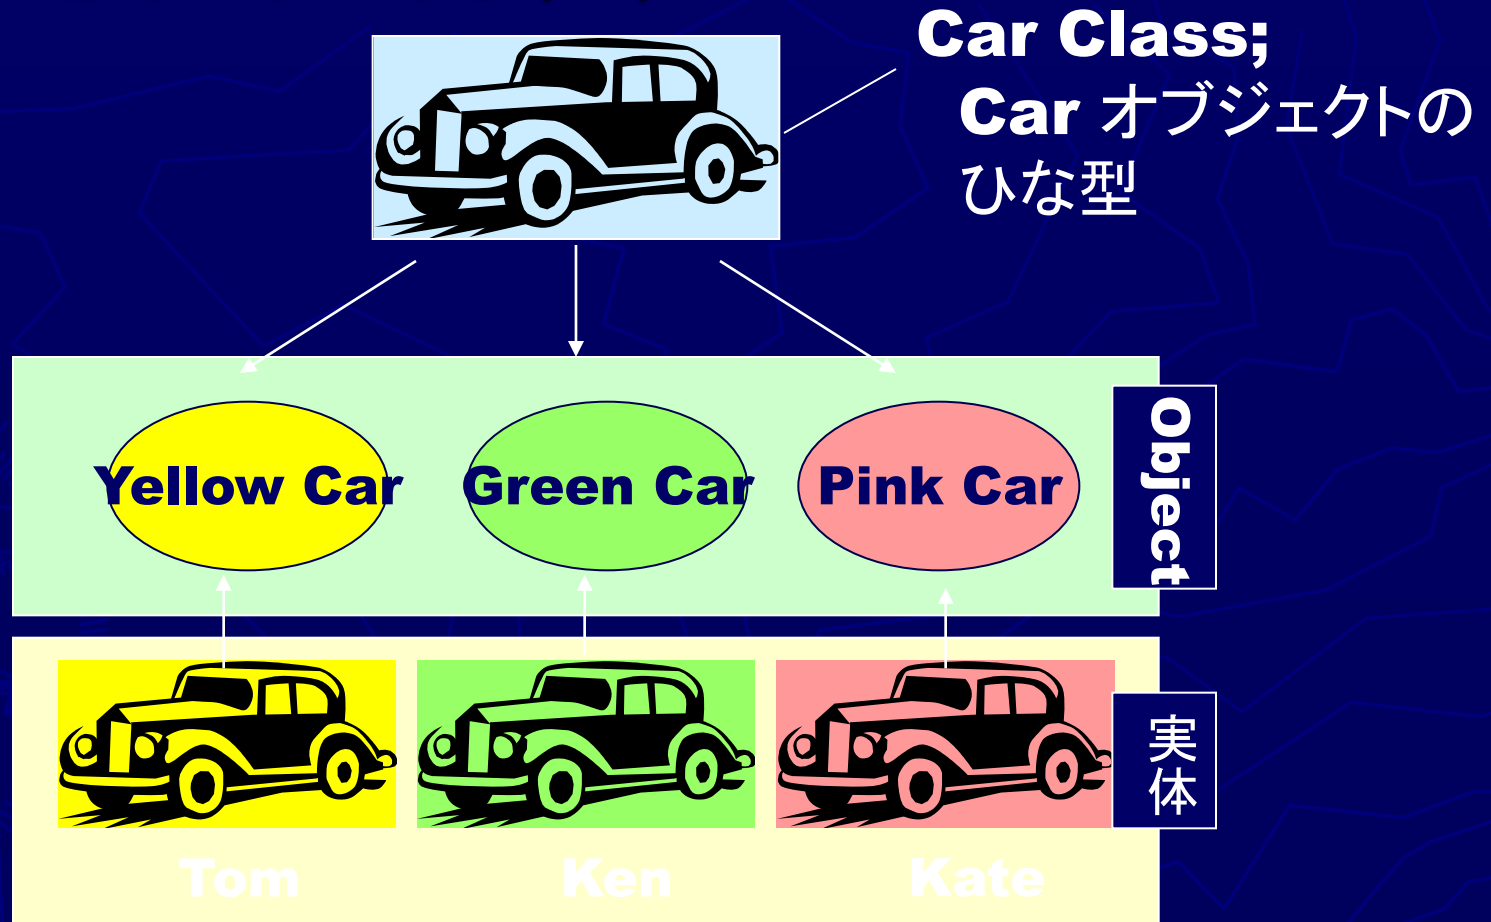 Car Class;
Car オブジェクトの
ひな型
Yellow Car
Green Car
Pink Car
Object
実体
Tom
Ken
Kate